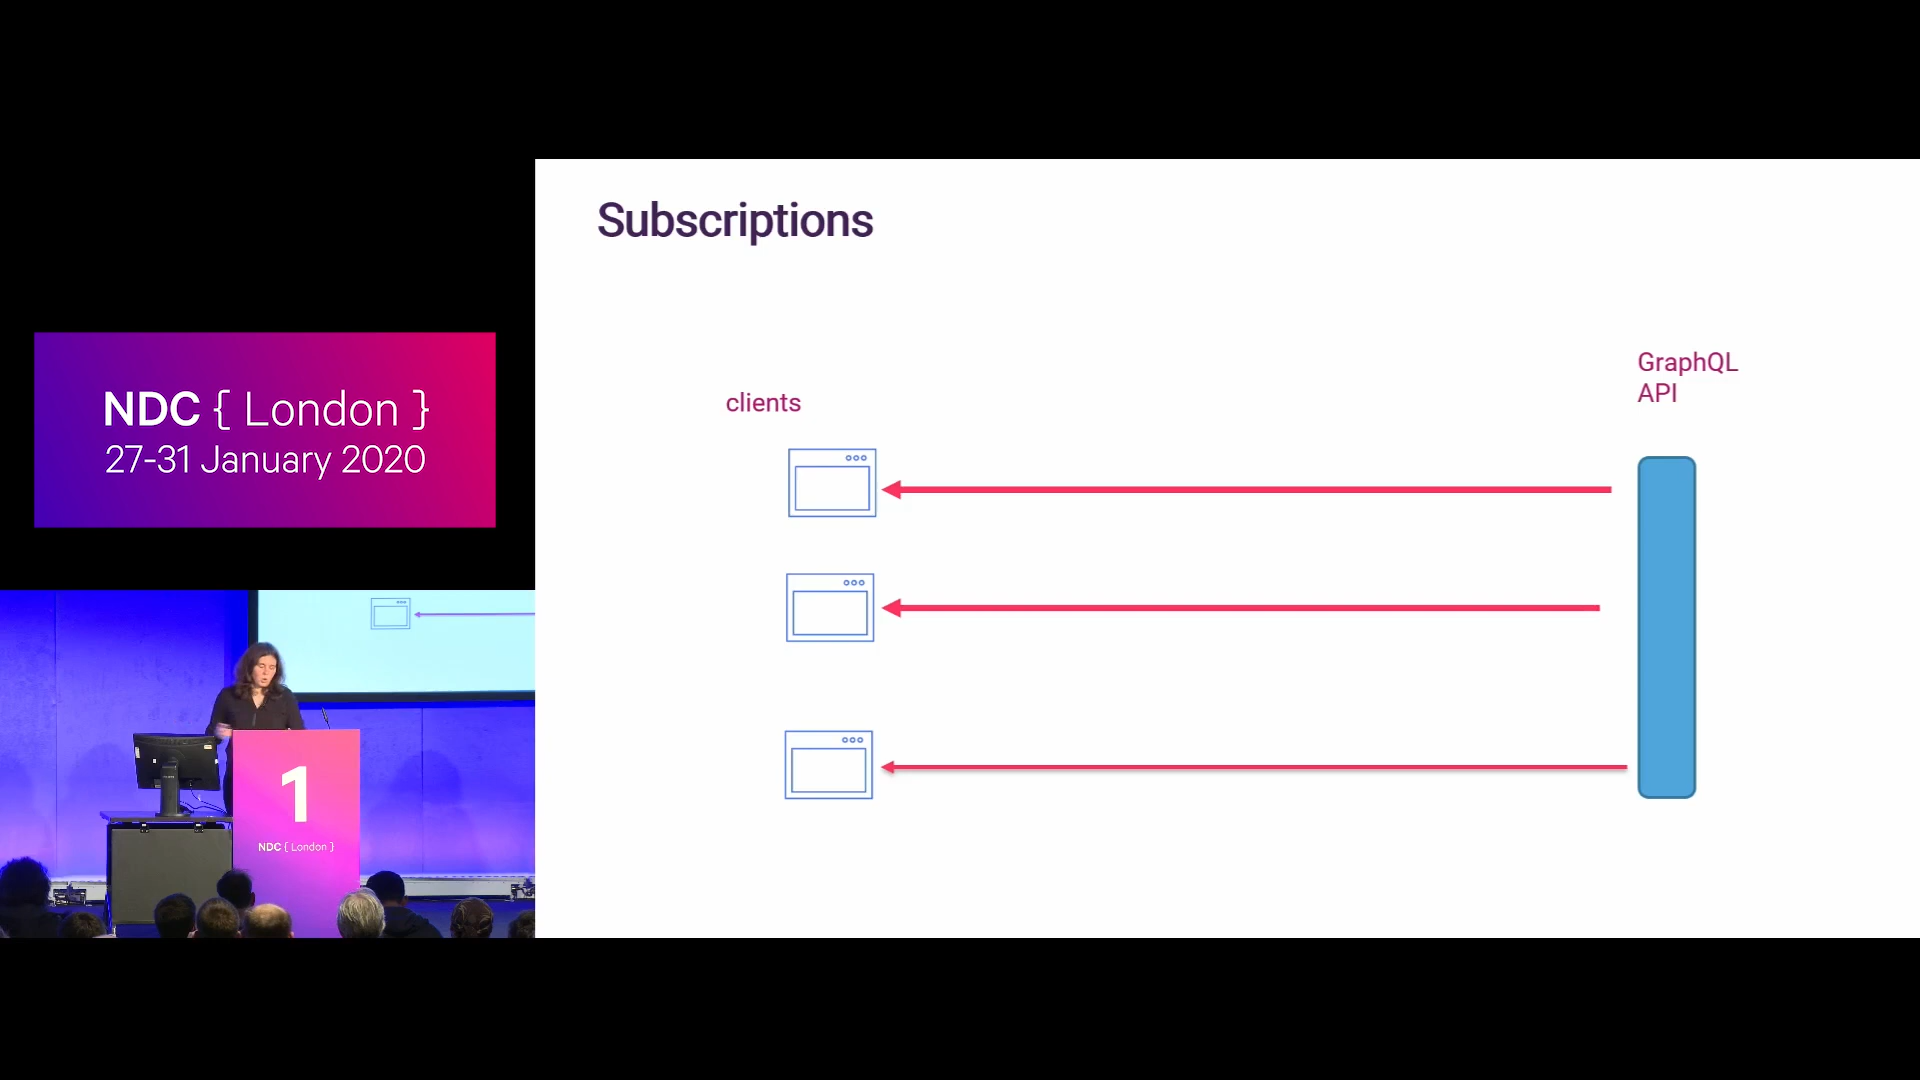 NDC { London }
27-31 January 2020
1
NDC { London }
Subscriptions
clients
GraphQL
API